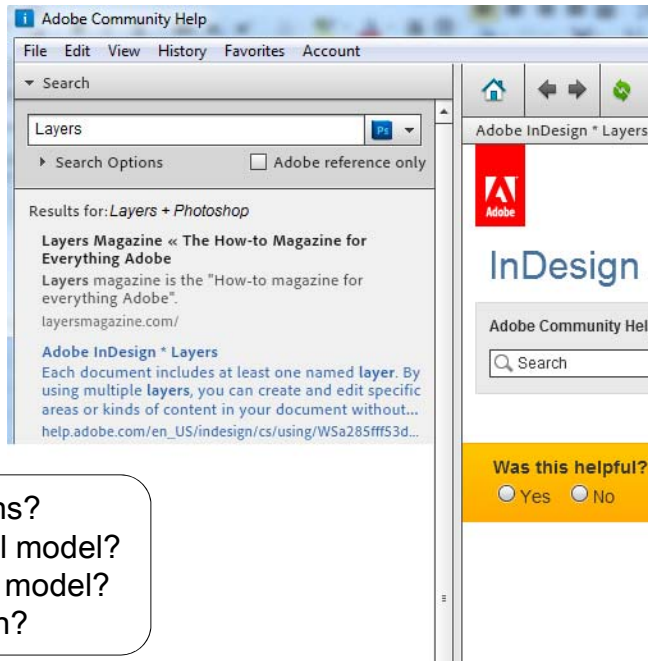 Adobe Community Help
File Edit View History Favorites Account
Search
Layers
Ps
Search Options
Adobe reference only
Results for: Layers + Photoshop
Layers Magazine « The How-to Magazine for
Everything Adobe
Layers magazine is the "How-to magazine for
everything Adobe".
layersmagazine.com/
Adobe InDesign * Layers
Each document includes at least one named layer. By
using multiple layers, you can create and edit specific
areas or kinds of content in your document without...
help.adobe.com/en_US/indesign/cs/using/WSa285fff53d...
Adobe InDesign * Layers
Adobe
InDesign
Adobe Community Hel
Search
Was this helpful?
Yes No
ns?
l model?
model?
n?